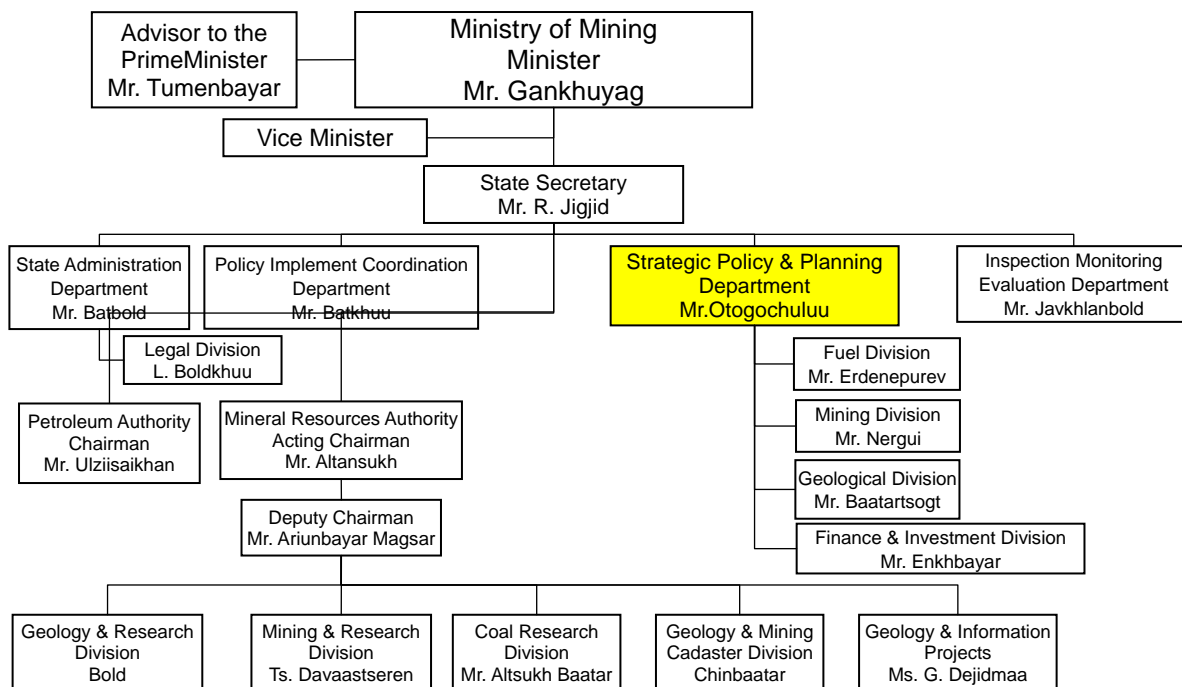 Advisor to the
PrimeMinister
Mr. Tumenbayar
Ministry of Mining
Minister
Mr. Gankhuyag
Vice Minister
State Secretary
Mr. R. Jigjid
State Administration
Department
Mr. Batbold
Policy Implement Coordination
Department
Mr. Batkhuu
Strategic Policy & Planning
Department
Mr.Otogochuluu
Inspection Monitoring
Evaluation Department
Mr. Javkhlanbold
Legal Division
L. Boldkhuu
Fuel Division
Mr. Erdenepurev
Petroleum Authority
Chairman
Mr. Ulziisaikhan
Mineral Resources Authority
Acting Chairman
Mr. Altansukh
Mining Division
Mr. Nergui
Geological Division
Mr. Baatartsogt
Deputy Chairman
Mr. Ariunbayar Magsar
Finance & Investment Division
Mr. Enkhbayar
Geology & Research
Division
Bold
Mining & Research
Division
Ts. Davaastseren
Coal Research
Division
Mr. Altsukh Baatar
Geology & Mining
Cadaster Division
Chinbaatar
Geology & Information
Projects
Ms. G. Dejidmaa